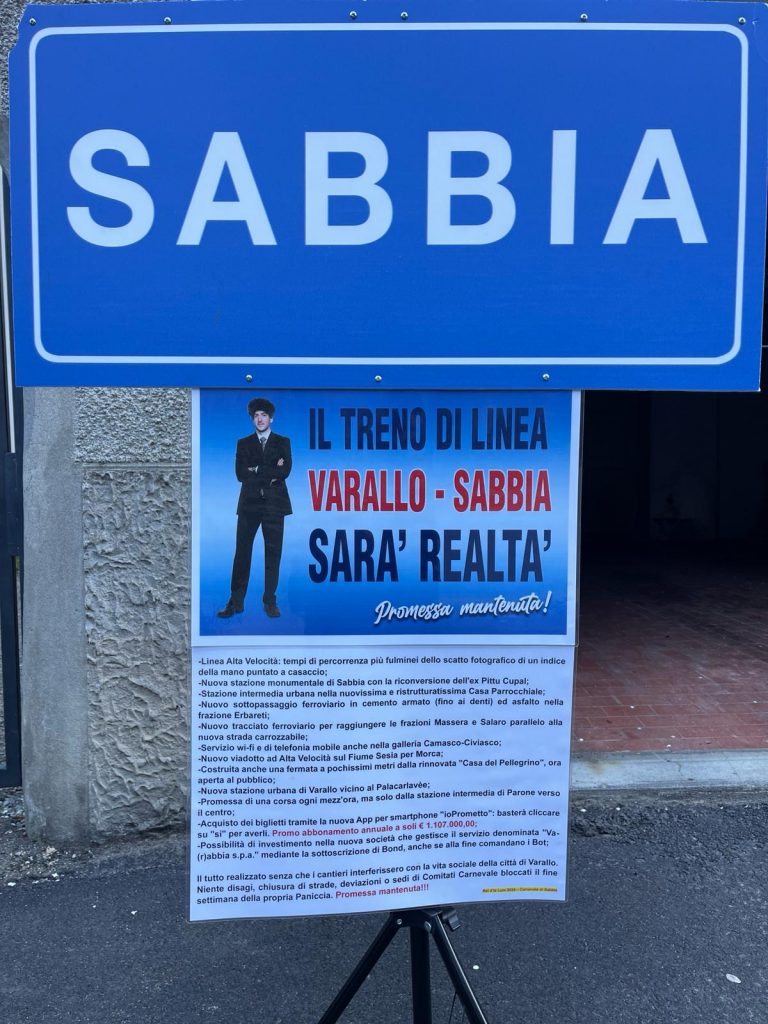 SABBIA
IL TRENO DI LINEA
VARALLO - SABBIA
SARA' REALTA'
Promessa mantenuta!
-Linea Alta Velocità: tempi di percorrenza più fulminei dello scatto fotografico di un indice
della mano puntato a casaccio;
-Nuova stazione monumentale di Sabbia con la riconversione dell'ex Pittu Cupal;
-Stazione intermedia urbana nella nuovissima e ristrutturatissima Casa Parrocchiale;
-Nuovo sottopassaggio ferroviario in cemento armato (fino ai denti) ed asfalto nella
frazione Erbareti;
-Nuovo tracciato ferroviario per raggiungere le frazioni Massera e Salaro parallelo alla
nuova strada carrozzabile;
-Servizio wi-fi e di telefonia mobile anche nella galleria Camasco-Civiasco;
-Nuovo viadotto ad Alta Velocità sul Fiume Sesia per Morca;
-Costruita anche una fermata a pochissimi metri dalla rinnovata "Casa del Pellegrino", ora
aperta al pubblico;
-Nuova stazione urbana di Varallo vicino al Palacarlavèe;
-Promessa di una corsa ogni mezz'ora, ma solo dalla stazione intermedia di Parone verso
il centro;
-Acquisto dei biglietti tramite la nuova App per smartphone "ioPrometto": basterà cliccare
su "si" per averli. Promo abbonamento annuale a soli € 1.107.000,00;
-Possibilità di investimento nella nuova società che gestisce il servizio denominata "Va-
(r)abbia s.p.a." mediante la sottoscrizione di Bond, anche se alla fine comandano i Bot;
Il tutto realizzato senza che i cantieri interferissero con la vita sociale della città di Varallo.
Niente disagi, chiusura di strade, deviazioni o sedi di Comitati Carnevale bloccati il fine
settimana della propria Paniccia. Promessa mantenuta!!!